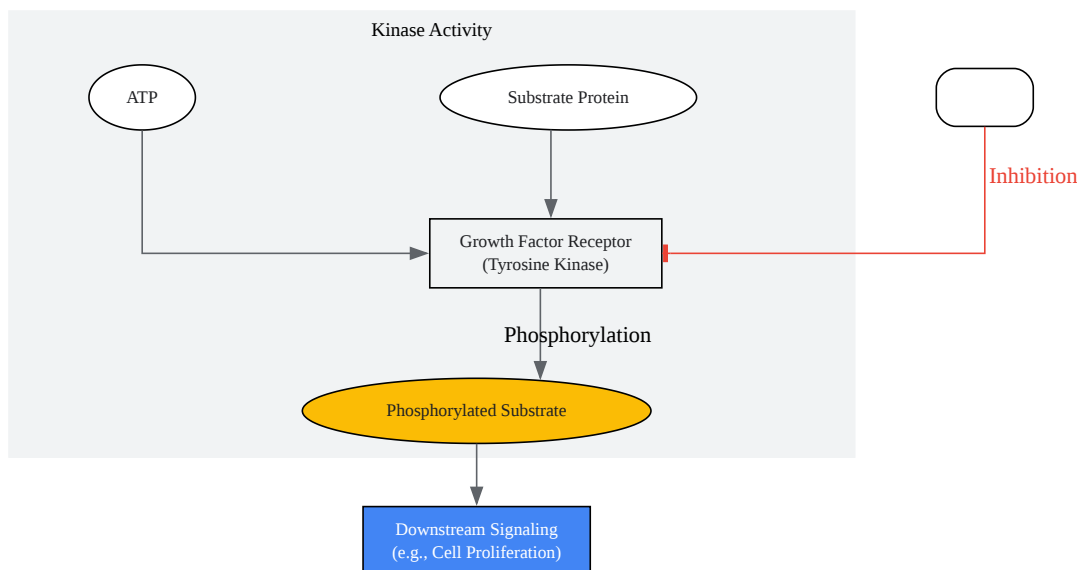 Kinase Activity
ATP
Substrate Protein
Inhibition
Growth Factor Receptor
(Tyrosine Kinase)
Phosphorylation
Phosphorylated Substrate
Downstream Signaling
(e.g., Cell Proliferation)